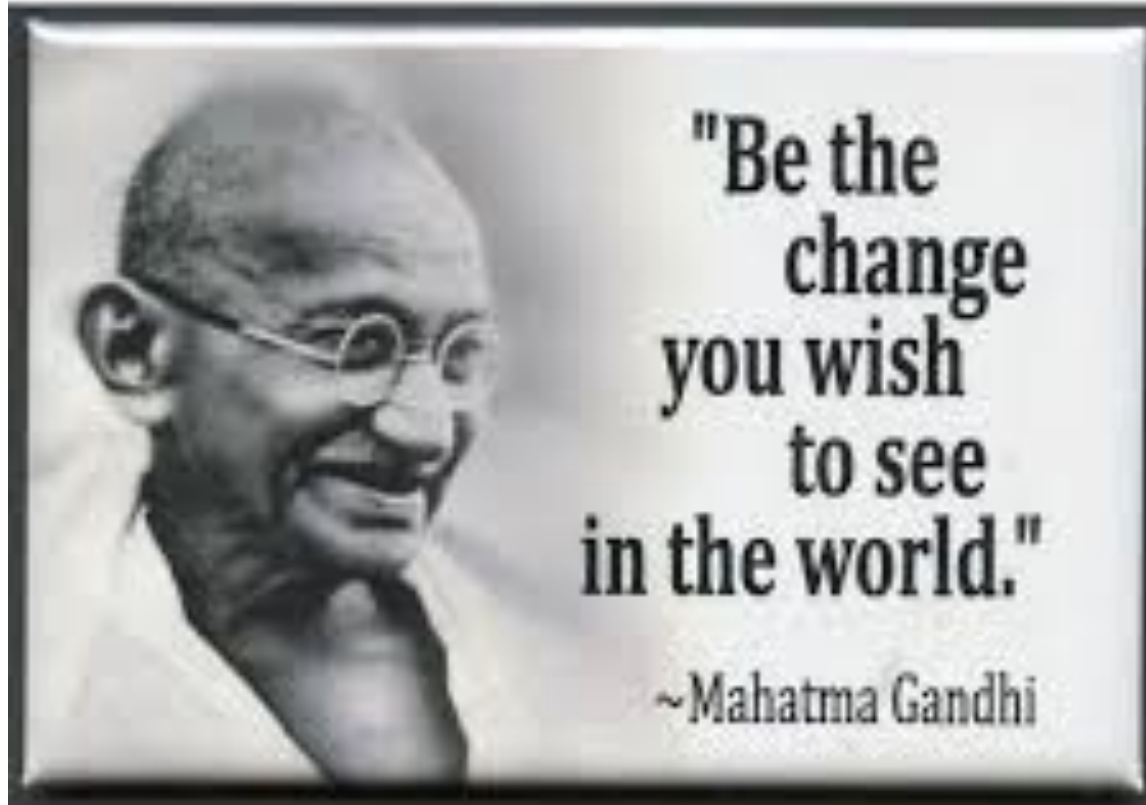 "Be the
change
you wish
to see
in the world."
~Mahatma Gandhi